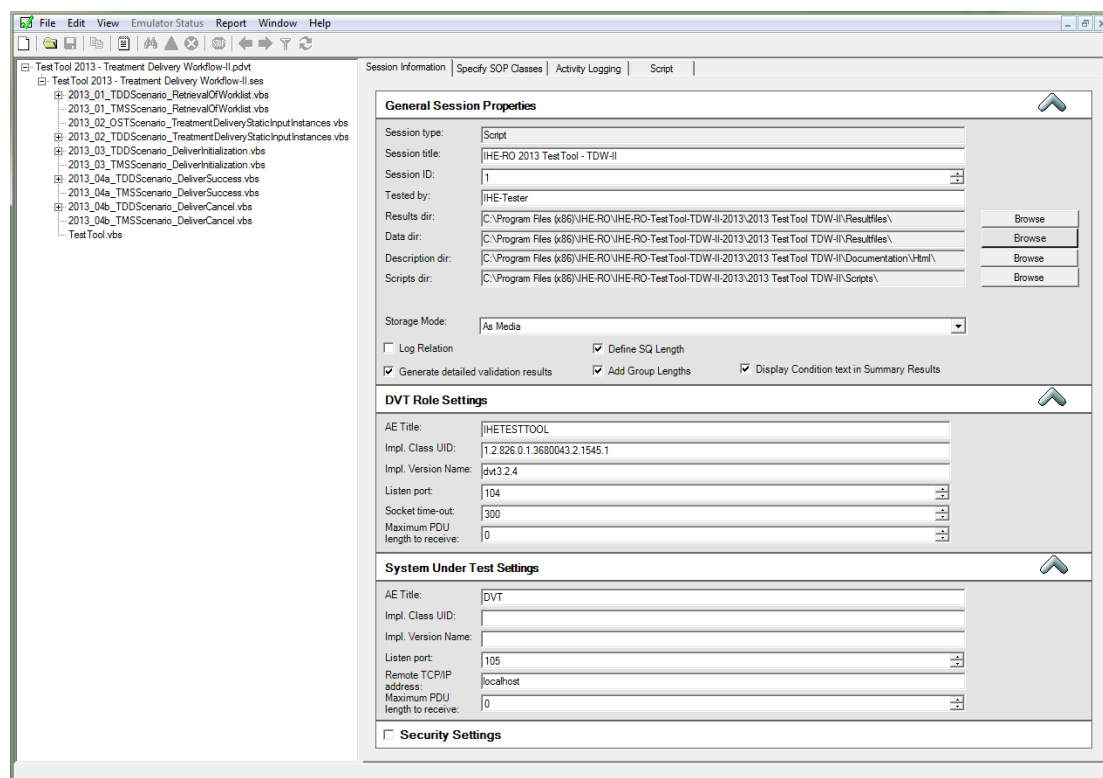 File Edit View Emulator Status Report Window Help
TestTool 2013 - Treatment Delivery Workflow-II.pdvt
TestTool 2013 - Treatment Delivery Workflow-II.ses
2013_01_TDDScenario_RetrievalOfWorklist.vbs
2013_01_TMSScenario_RetrievalOfWorklist.vbs
2013_02_OSTScenario_TreatmentDeliveryStaticInputInstances.vbs
2013_02_TDDScenario_TreatmentDeliveryStaticInputInstances.vbs
2013_03_TDDScenario_DeliverInitialization.vbs
2013_03_TMSScenario_DeliverInitialization.vbs
2013_04a_TDDScenario_DeliverSuccess.vbs
2013_04a_TMSScenario_DeliverSuccess.vbs
2013_04b_TDDScenario_DeliverCancel.vbs
2013_04b_TMSScenario_DeliverCancel.vbs
TestTool.vbs
Session Information Specify SOP Classes Activity Logging Script
General Session Properties
Session type: Script
Session title: IHE-RO 2013 TestTool - TDW-II
Session ID: 1
Tested by: IHE-Tester
Results dir: C:\Program Files (x86)\IHE-RO\IHE-RO-TestTool-TDW-II-2013\2013 TestTool TDW-II\Resultfiles\ Browse
Data dir: C:\Program Files (x86)\IHE-RO\IHE-RO-TestTool-TDW-II-2013\2013 TestTool TDW-II\Resultfiles\ Browse
Description dir: C:\Program Files (x86)\IHE-RO\IHE-RO-TestTool-TDW-II-2013\2013 TestTool TDW-II\Documentation\Html\ Browse
Scripts dir: C:\Program Files (x86)\IHE-RO\IHE-RO-TestTool-TDW-II-2013\2013 TestTool TDW-II\Scripts\ Browse
Storage Mode: As Media
Log Relation Define SQ Length
Generate detailed validation results Add Group Lengths Display Condition text in Summary Results
DVT Role Settings
AE Title: IHETESTTOOL
Impl. Class UID: 1.2.826.0.1.3680043.2.1545.1
Impl. Version Name: dvt3.2.4
Listen port: 104
Socket time-out: 300
Maximum PDU
length to receive: 0
System Under Test Settings
AE Title: DVT
Impl. Class UID:
Impl. Version Name:
Listen port: 105
Remote TCP/IP
address: localhost
Maximum PDU
length to receive: 0
Security Settings